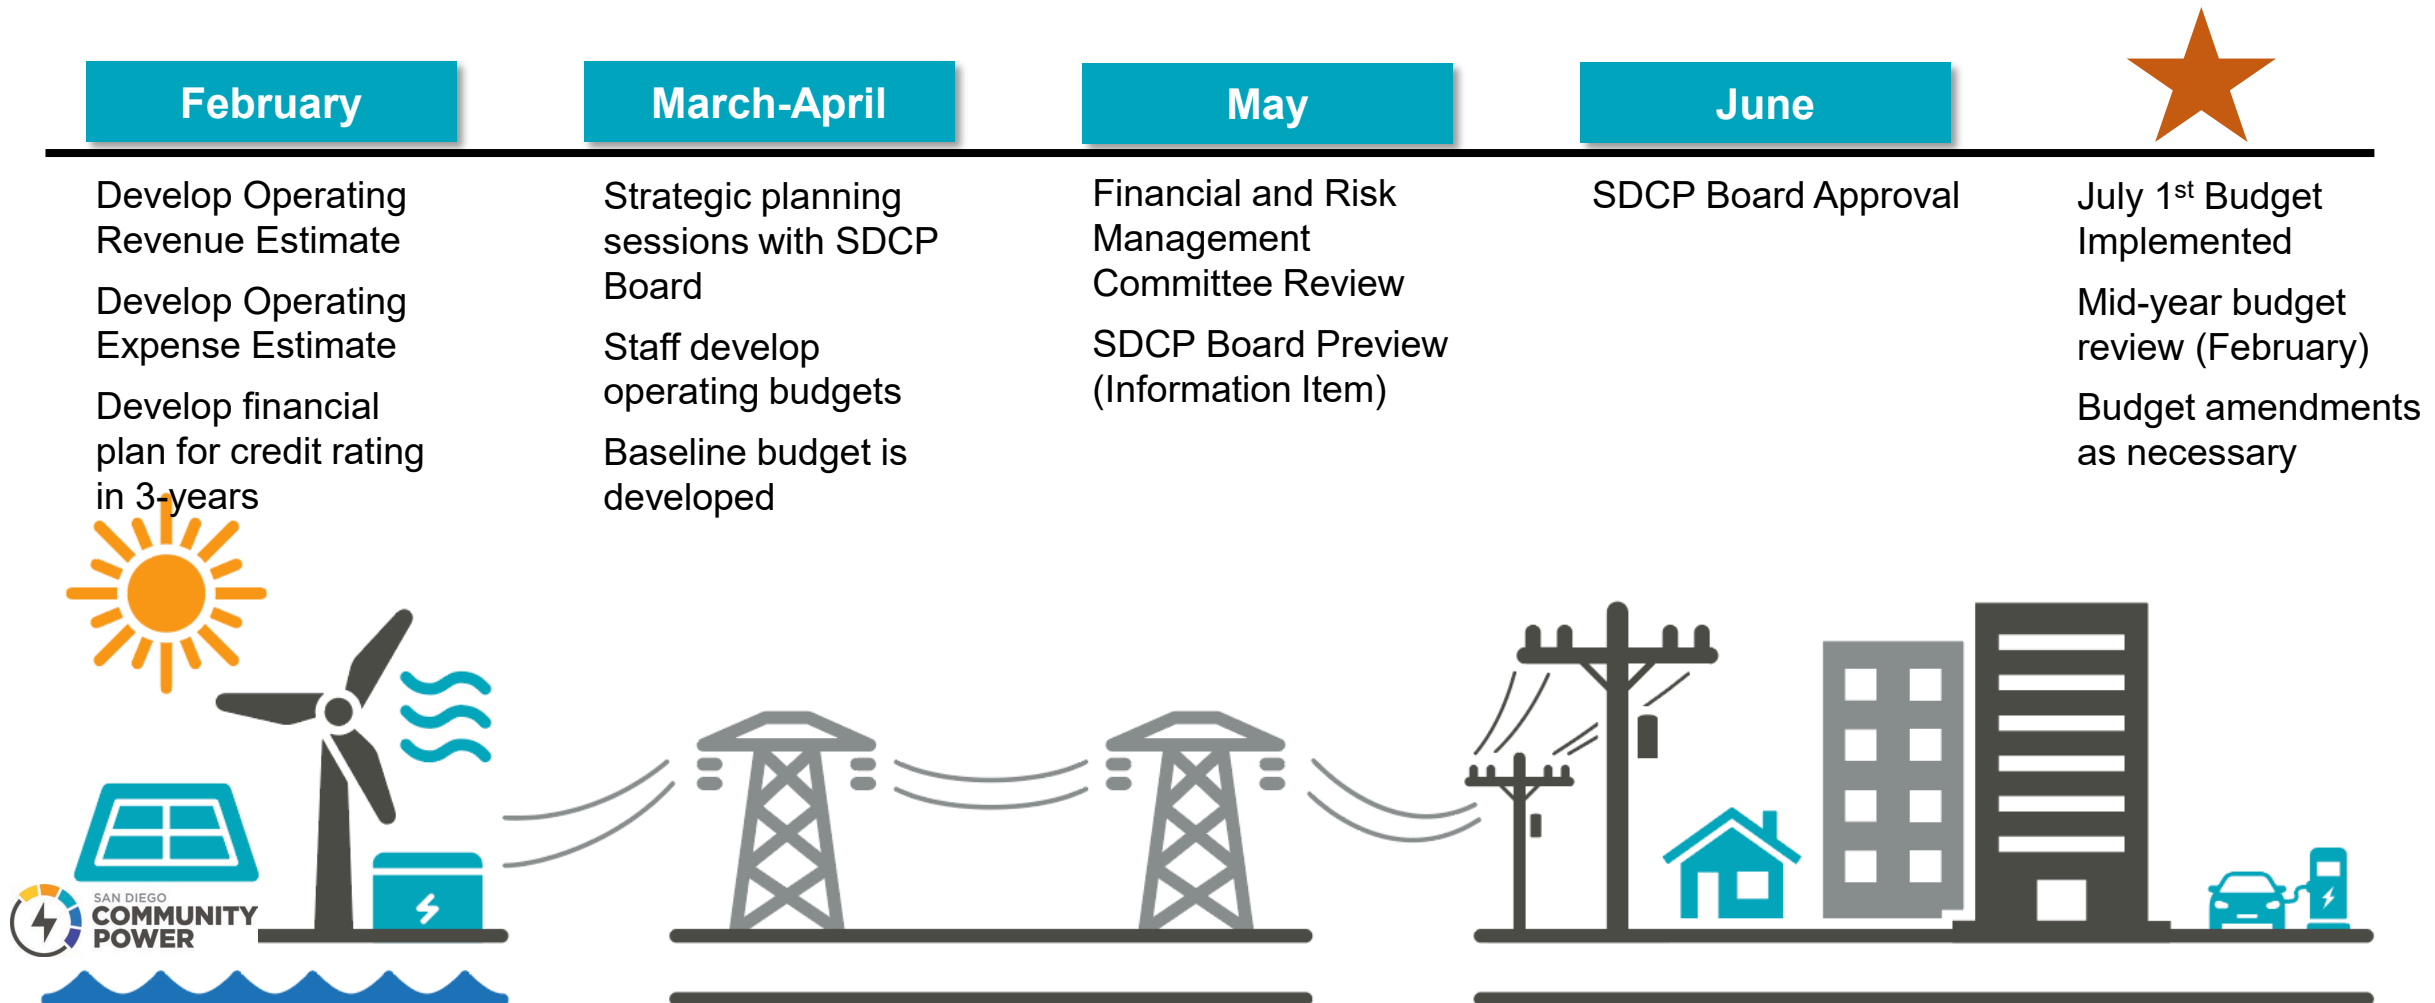 February
March-April
May
June
Develop Operating
Revenue Estimate
Develop Operating
Expense Estimate
Develop financial
plan for credit rating
in 3-years
Strategic planning
sessions with SDCP
Board
Staff develop
operating budgets
Baseline budget is
developed
Financial and Risk
Management
Committee Review
SDCP Board Preview
(Information Item)
SDCP Board Approval
July 1st Budget
Implemented
Mid-year budget
review (February)
Budget amendments
as necessary
SAN DIEGO
COMMUNITY
POWER